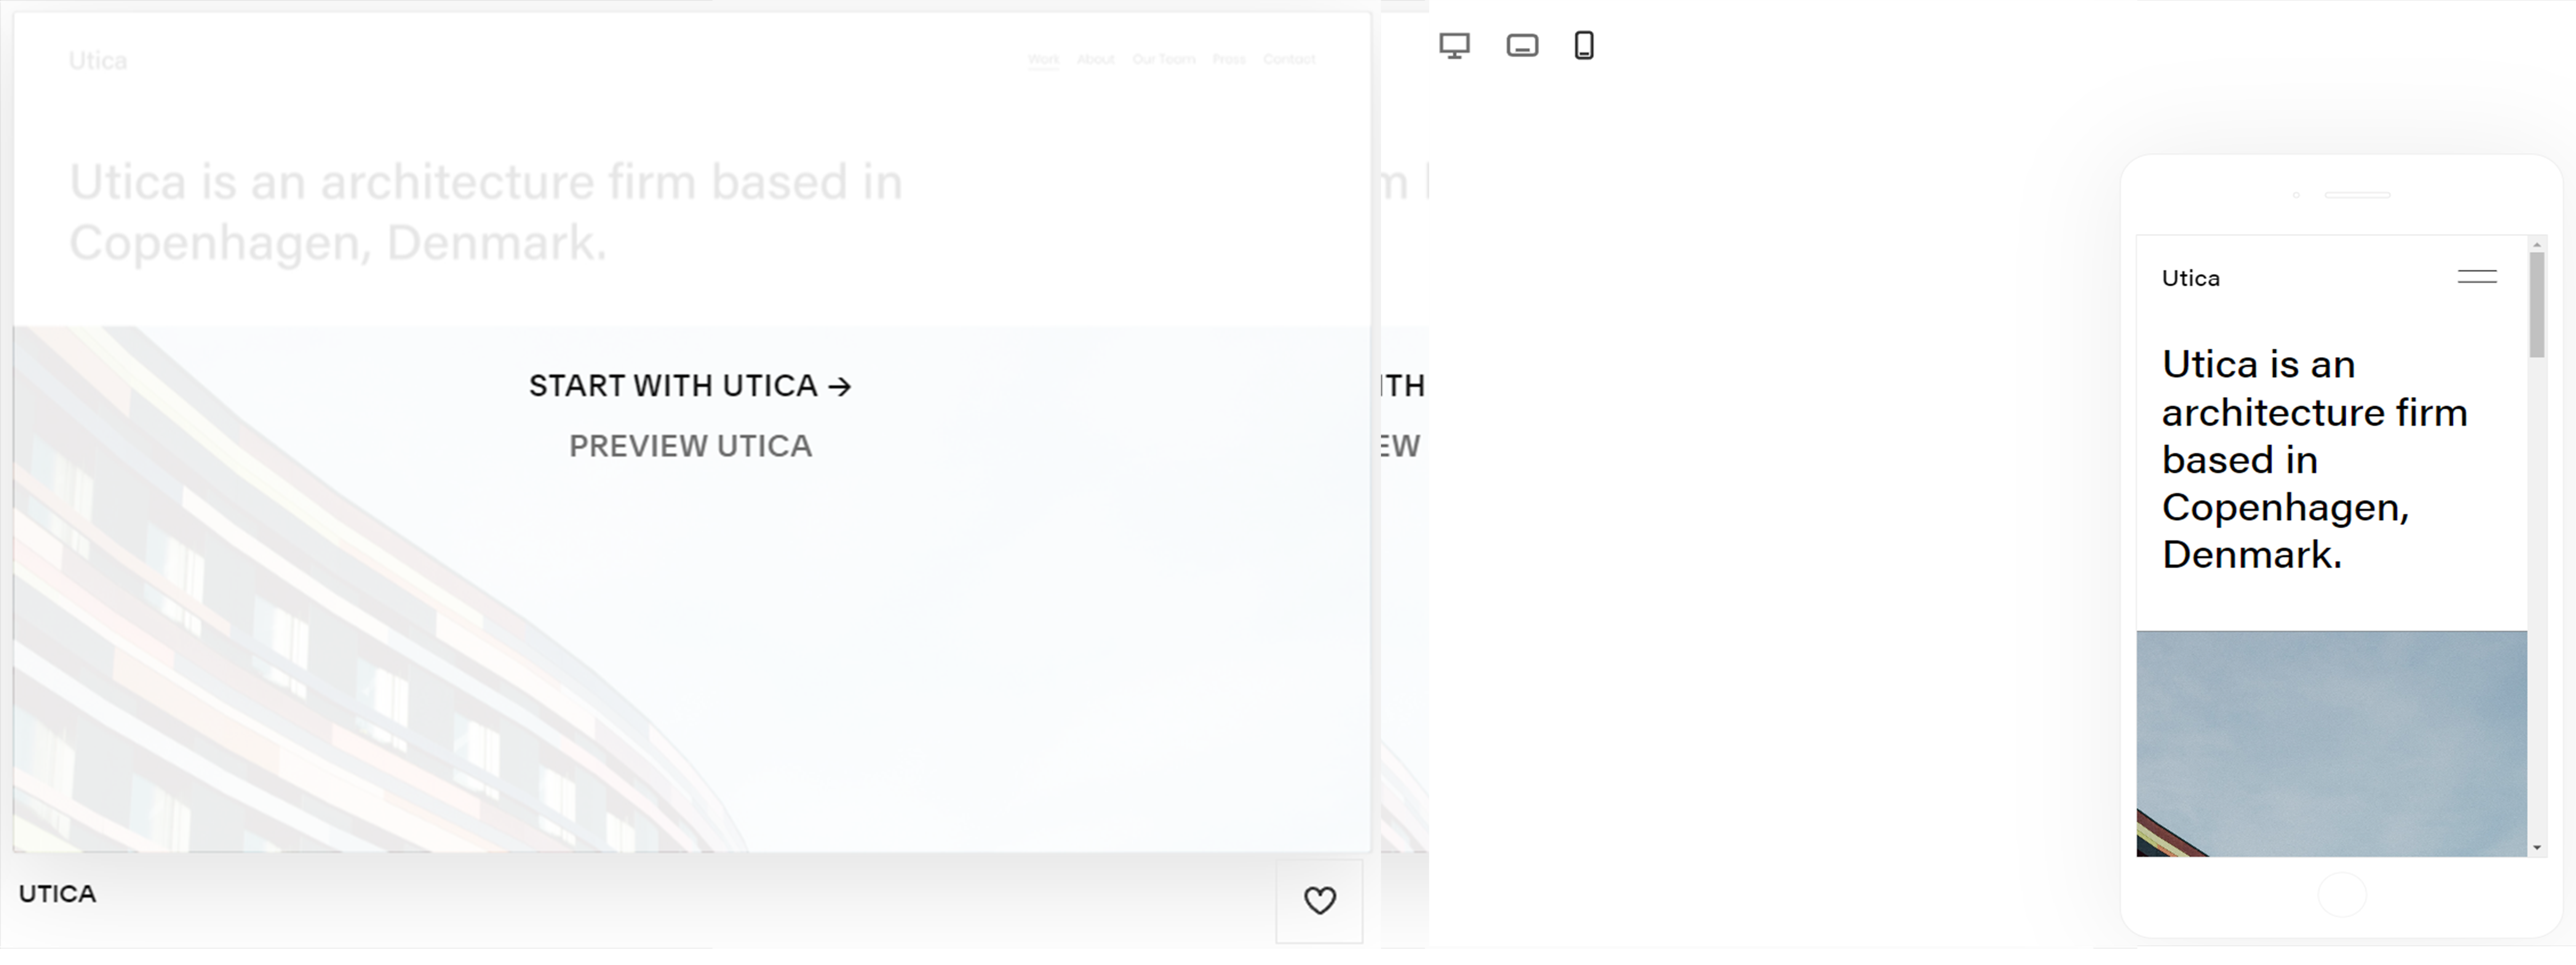 Utica
Work About Our Team Press Contact
Utica is an architecture firm based in
Copenhagen, Denmark.
START WITH UTICA →
PREVIEW UTICA
UTICA
ITH
EW
Utica
Utica is an
architecture firm
based in
Copenhagen,
Denmark.